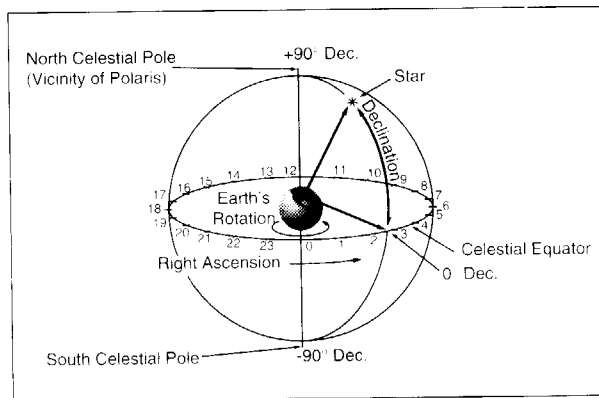 +90° Dec.
North Celestial Pole
(Vicinity of Polaris)
Star
Declination
12
11
10
9
8
7
6
5
4
3
2
1
0
23
22
21
20
19
18
17
16
15
14
13
Earth's
Rotation
Celestial Equator
Right Ascension
0 Dec.
South Celestial Pole
-90° Dec.